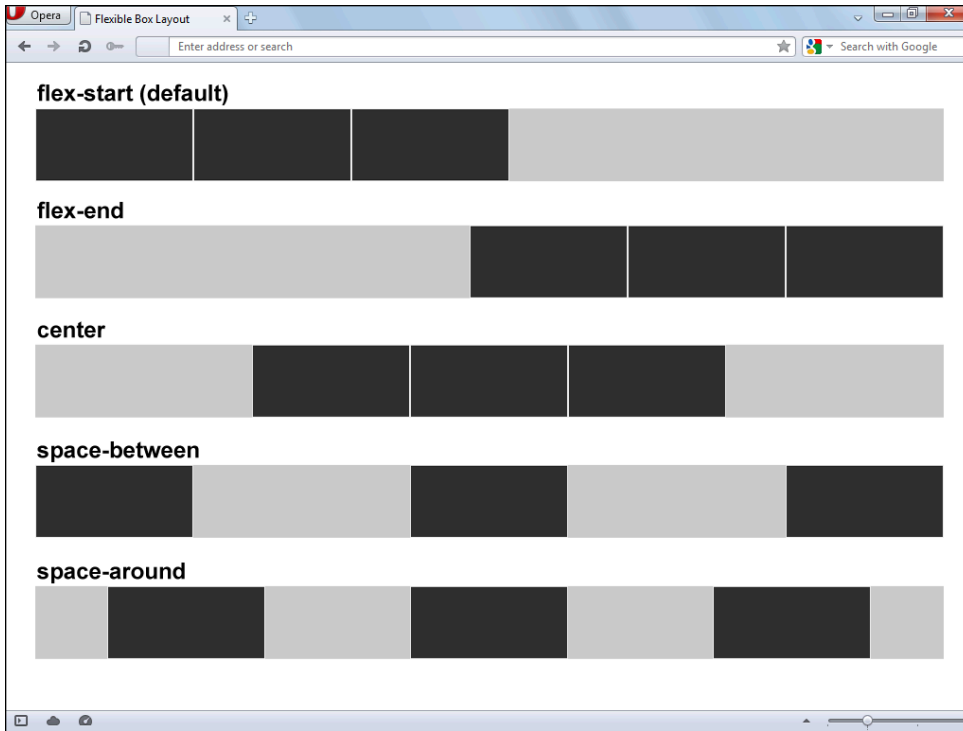 Opera
Flexible Box Layout
Enter address or search
Search with Google
flex-start (default)
flex-end
center
space-between
space-around